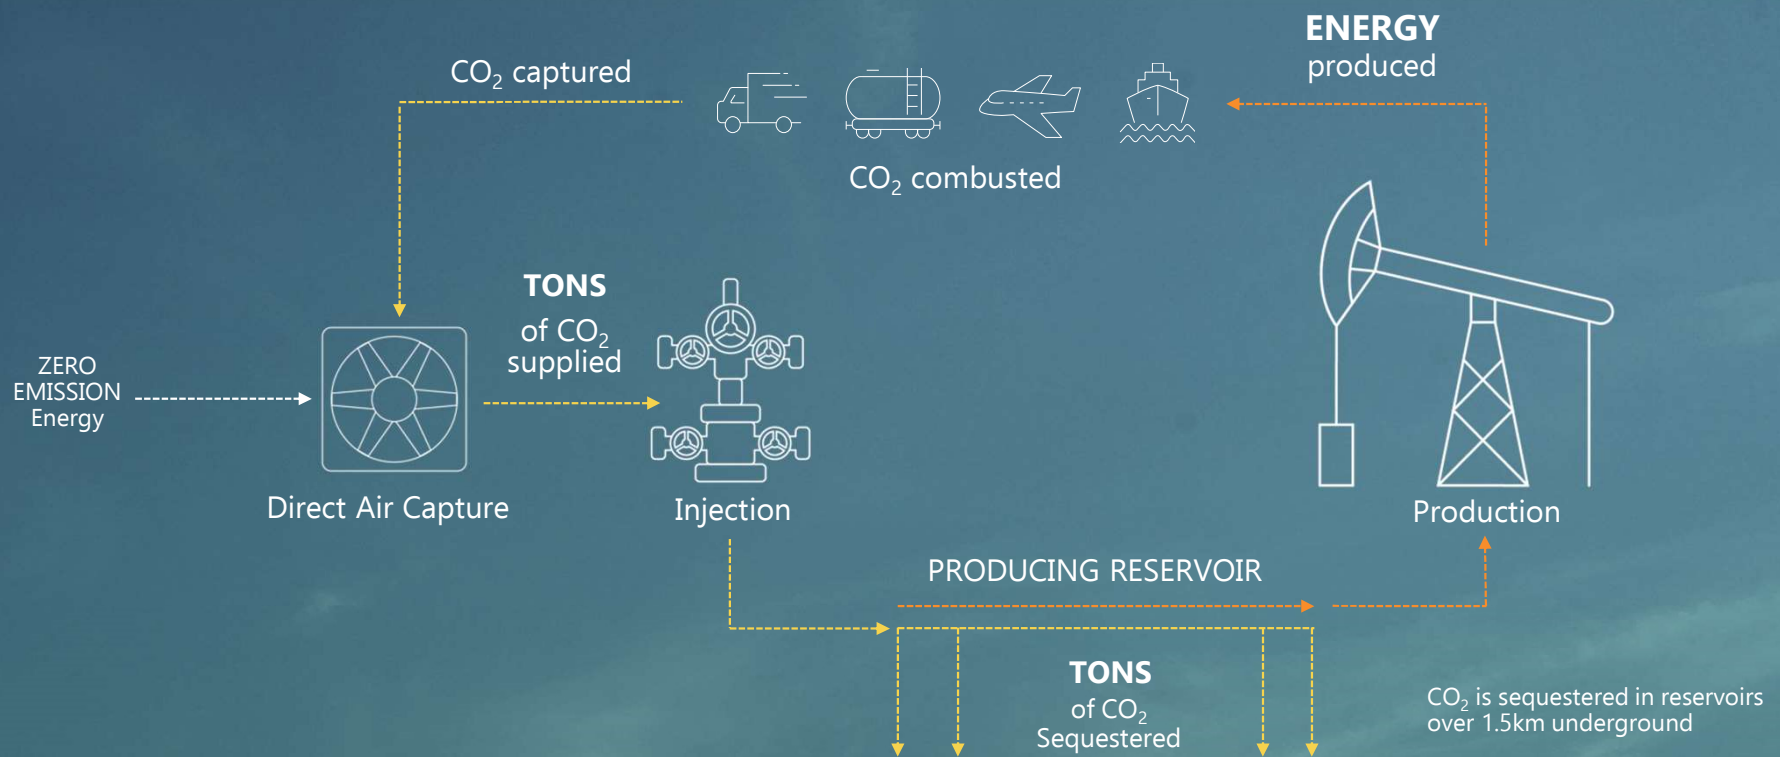 ENERGY
produced
CO₂ captured
CO₂ combusted
TONS
of CO₂
supplied
ZERO
EMISSION
Energy
Direct Air Capture
Injection
Production
PRODUCING RESERVOIR
TONS
of CO₂
Sequestered
CO₂ is sequestered in reservoirs
over 1.5km underground